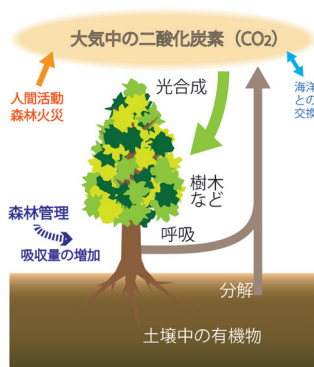 大気中の二酸化炭素（CO2）
人間活動
森林火災
光合成
海洋
との
交換
樹木
など
森林管理
吸収量の増加
呼吸
分解
土壌中の有機物